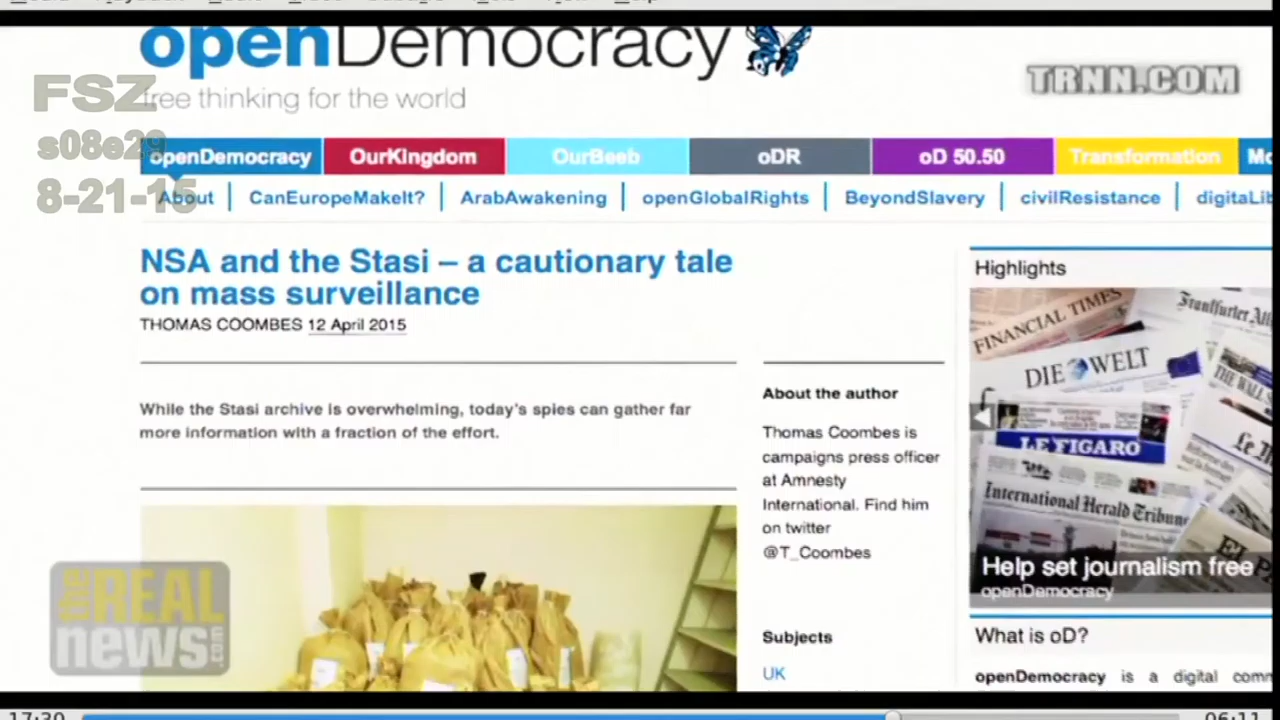 openDemocracy
free thinking for the world
TRNN.COM
FSZ
s08e29
8-21-15
openDemocracy OurKingdom OurBeeb oDR oD 50.50 Transformation
About CanEuropeMakeIt? ArabAwakening openGlobalRights BeyondSlavery civilResistance digitaLib
NSA and the Stasi – a cautionary tale
on mass surveillance
THOMAS COOMBES 12 April 2015
While the Stasi archive is overwhelming, today's spies can gather far
more information with a fraction of the effort.
About the author
Thomas Coombes is
campaigns press officer
at Amnesty
International. Find him
on twitter
@T_Coombes
Subjects
UK
Highlights
FINANCIAL TIMES
Frankfurter
DIE WELT
LE FIGARO
International Herald Tribune
Help set journalism free
openDemocracy
What is oD?
openDemocracy is a digital comm
the REAL
news.com
17:30
06:11